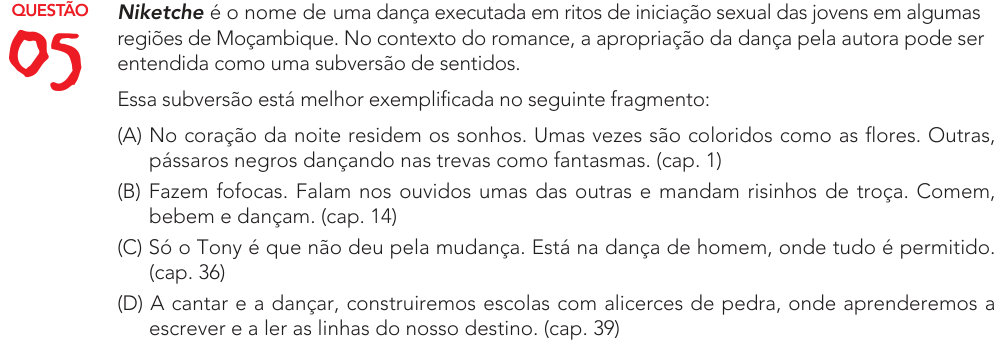 QUESTÃO
05
Niketche é o nome de uma dança executada em ritos de iniciação sexual das jovens em algumas
regiões de Moçambique. No contexto do romance, a apropriação da dança pela autora pode ser
entendida como uma subversão de sentidos.
Essa subversão está melhor exemplificada no seguinte fragmento:
(A) No coração da noite residem os sonhos. Umas vezes são coloridos como as flores. Outras,
pássaros negros dançando nas trevas como fantasmas. (cap. 1)
(B) Fazem fofocas. Falam nos ouvidos umas das outras e mandam risinhos de troça. Comem,
bebem e dançam. (cap. 14)
(C) Só o Tony é que não deu pela mudança. Está na dança de homem, onde tudo é permitido.
(cap. 36)
(D) A cantar e a dançar, construiremos escolas com alicerces de pedra, onde aprenderemos a
escrever e a ler as linhas do nosso destino. (cap. 39)